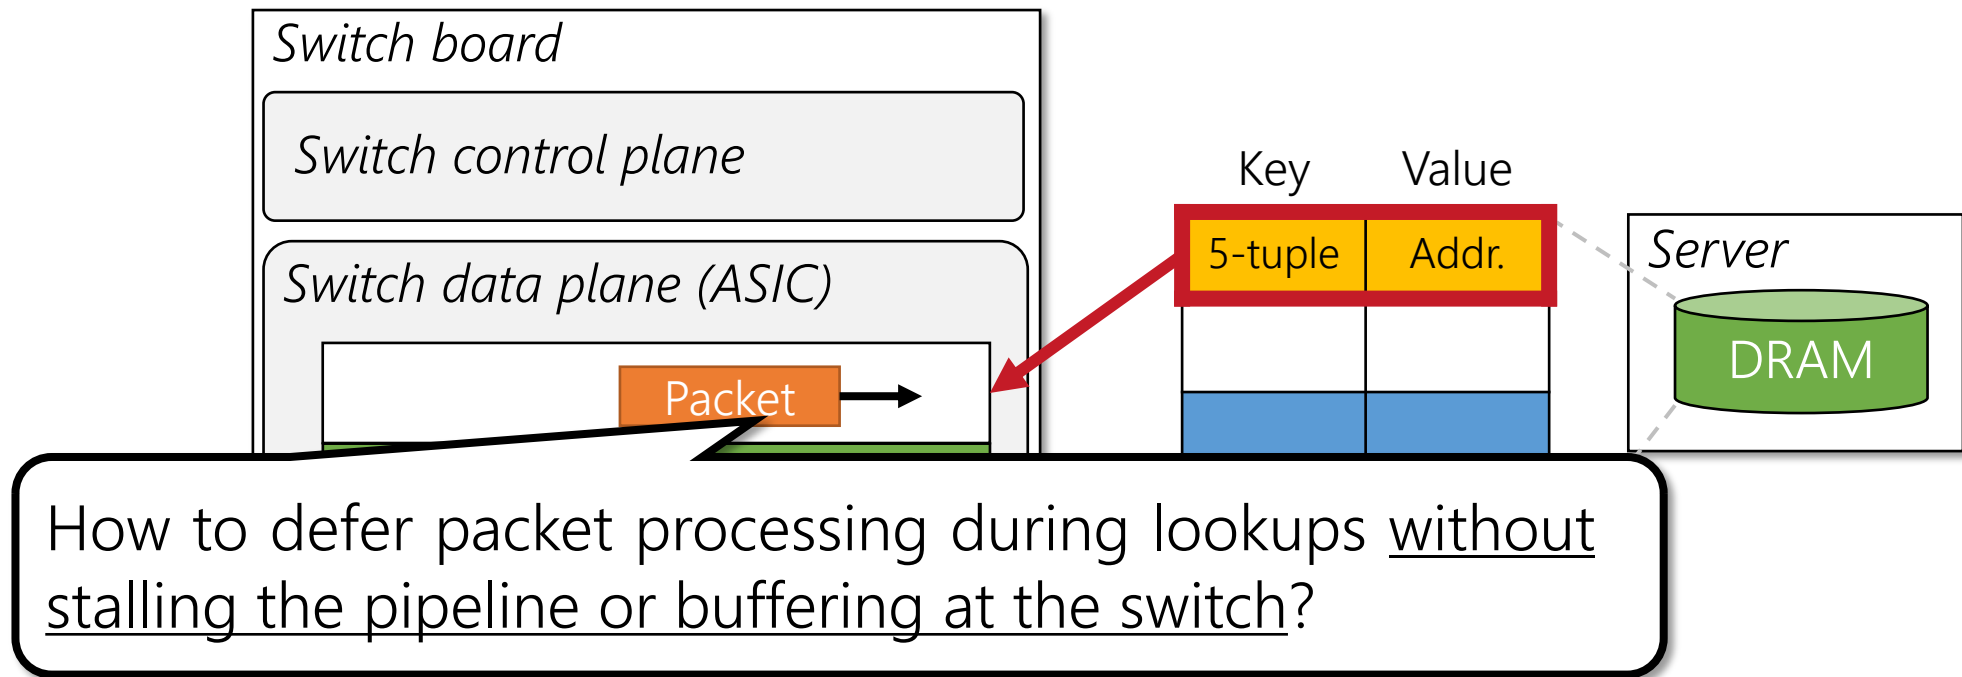 Switch board
Switch control plane
Switch data plane (ASIC)
Packet
Key Value
5-tuple Addr.
Server
DRAM
How to defer packet processing during lookups without
stalling the pipeline or buffering at the switch?